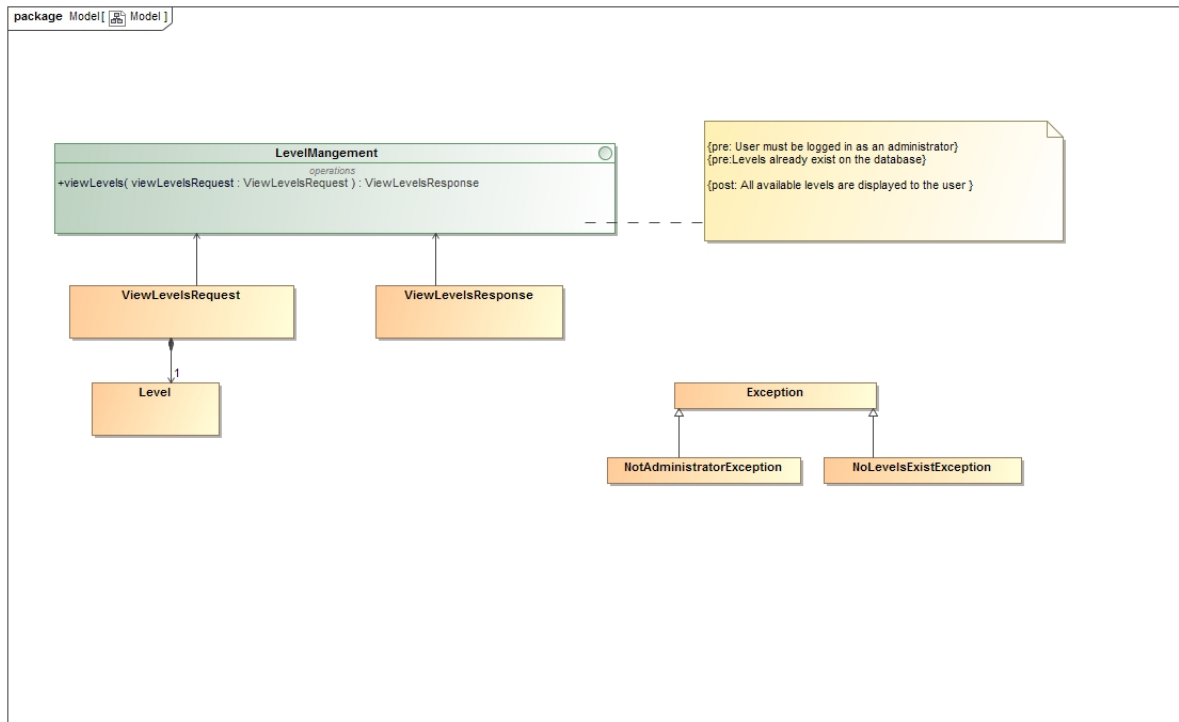 package Model[ Model ]
LevelMangement
operations
+viewLevels( viewLevelsRequest : ViewLevelsRequest ) : ViewLevelsResponse
{pre: User must be logged in as an administrator}
{pre:Levels already exist on the database}
{post: All available levels are displayed to the user }
ViewLevelsRequest
ViewLevelsResponse
1
Level
Exception
NotAdministratorException
NoLevelsExistException